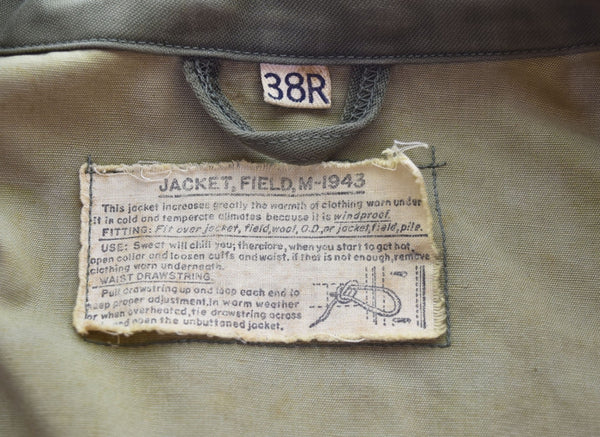 38R
JACKET, FIELD, M-1943
This jacket increases greatly the warmth of clothing worn under
it in cold and temperate climates because it is windproof.
FITTING: Fit over jacket, field, wool, O.D., or jacket, field, pile.
USE: Sweat will chill you; therefore, when you start to get hot,
open collar and loosen cuffs and waist. if that is not enough, remove
clothing worn underneath.
WAIST DRAWSTRING.
Pull drawstring up and loop each end to
keep proper adjustment. In warm weather
or when overheated, tie drawstring across
and open the unbuttoned jacket.